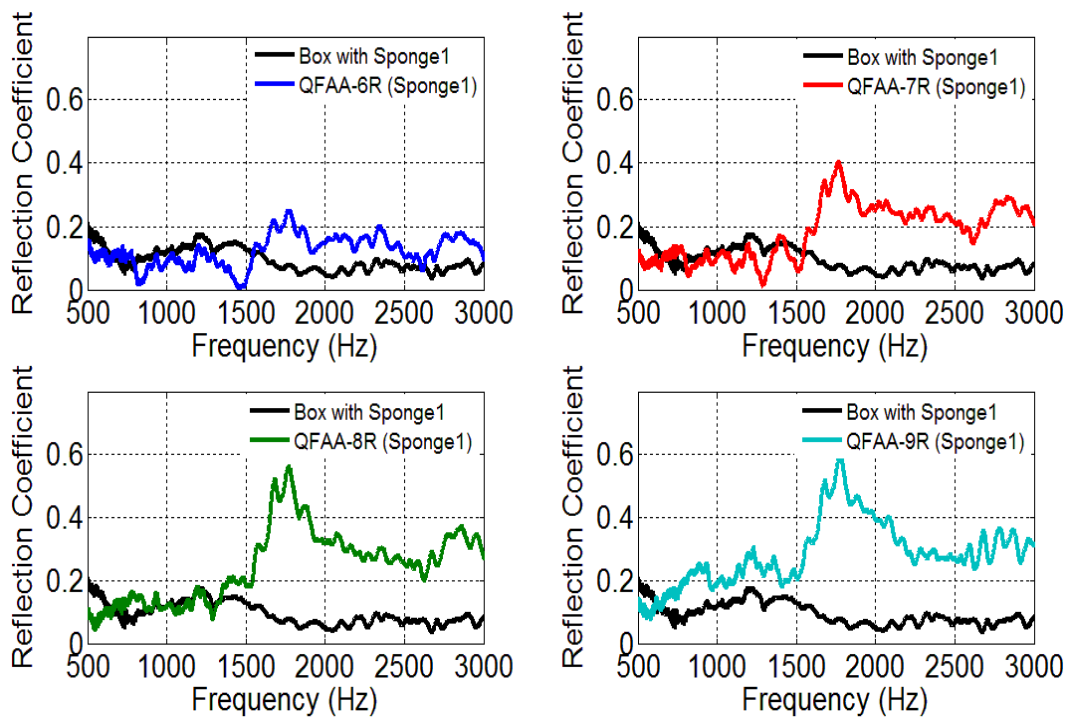 Box with Sponge1
QFAA-6R (Sponge1)
Reflection Coefficient
0.6
0.4
0.2
0
500 1000 1500 2000 2500 3000
Frequency (Hz)
Box with Sponge1
QFAA-7R (Sponge1)
Reflection Coefficient
0.6
0.4
0.2
0
500 1000 1500 2000 2500 3000
Frequency (Hz)
Box with Sponge1
QFAA-8R (Sponge1)
Reflection Coefficient
0.6
0.4
0.2
0
500 1000 1500 2000 2500 3000
Frequency (Hz)
Box with Sponge1
QFAA-9R (Sponge1)
Reflection Coefficient
0.6
0.4
0.2
0
500 1000 1500 2000 2500 3000
Frequency (Hz)